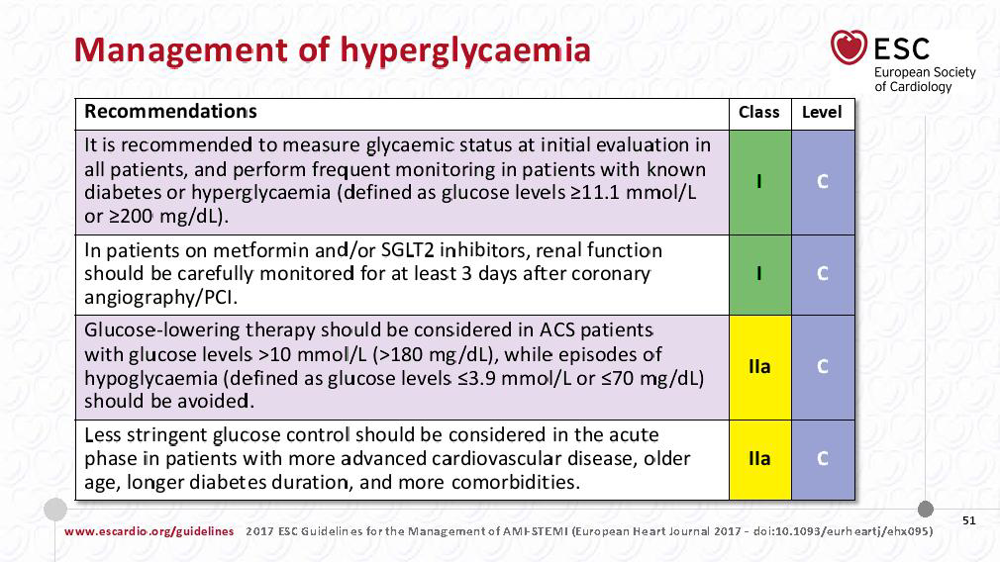 Management of hyperglycaemia
ESC
European Society
of Cardiology
Recommendations Class Level
It is recommended to measure glycaemic status at initial evaluation in
all patients, and perform frequent monitoring in patients with known
diabetes or hyperglycaemia (defined as glucose levels ≥11.1 mmol/L
or ≥200 mg/dL).
I C
In patients on metformin and/or SGLT2 inhibitors, renal function
should be carefully monitored for at least 3 days after coronary
angiography/PCI.
I C
Glucose-lowering therapy should be considered in ACS patients
with glucose levels >10 mmol/L (>180 mg/dL), while episodes of
hypoglycaemia (defined as glucose levels ≤3.9 mmol/L or ≤70 mg/dL)
should be avoided.
IIa C
Less stringent glucose control should be considered in the acute
phase in patients with more advanced cardiovascular disease, older
age, longer diabetes duration, and more comorbidities.
IIa C
51
www.escardio.org/guidelines 2017 ESC Guidelines for the Management of AMI-STEMI (European Heart Journal 2017 - doi:10.1093/eurheartj/ehx095)